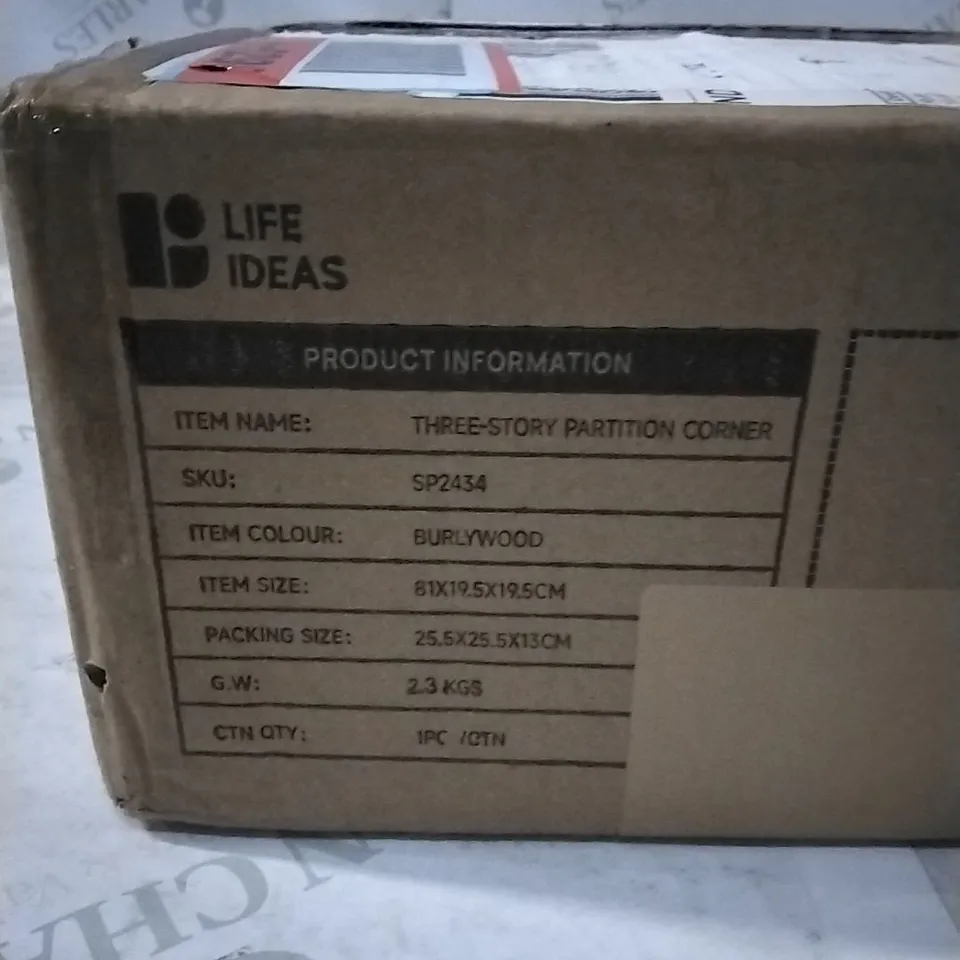 LIFE
IDEAS
PRODUCT INFORMATION
ITEM NAME: THREE-STORY PARTITION CORNER
SKU: SP2434
ITEM COLOUR: BURLYWOOD
ITEM SIZE: 81X19.5X19.5CM
PACKING SIZE: 25.5X25.5X13CM
G.W: 2.3 KGS
CTN QTY: 1PC /CTN